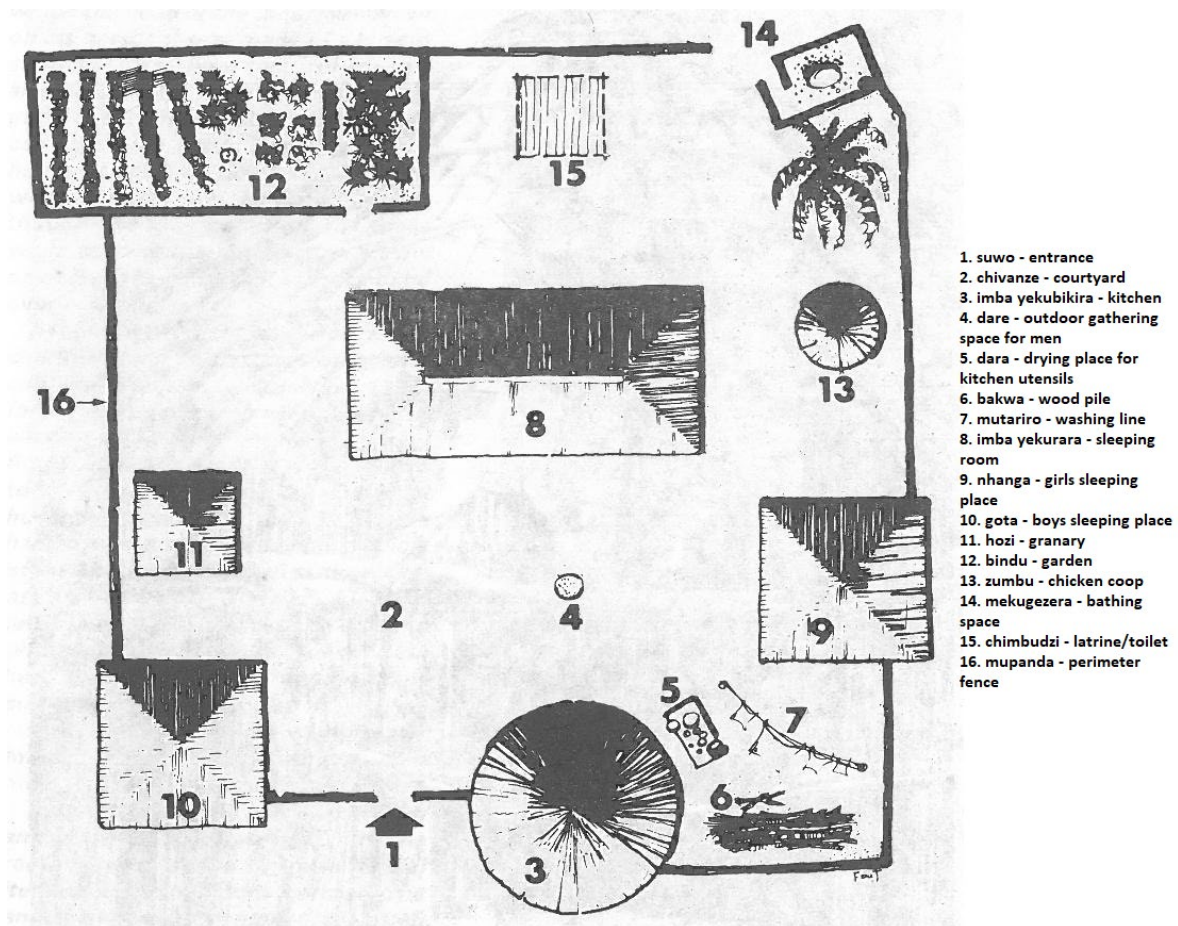 14
15
12
16
13
8
11
2
4
9
5
7
10
6
1
3
1. suwo - entrance
2. chivanze - courtyard
3. imba yekubikira - kitchen
4. dare - outdoor gathering
space for men
5. dara - drying place for
kitchen utensils
6. bakwa - wood pile
7. mutariro - washing line
8. imba yekurara - sleeping
room
9. nhanga - girls sleeping
place
10. gota - boys sleeping place
11. hozi - granary
12. bindu - garden
13. zumbu - chicken coop
14. mekugezera - bathing
space
15. chimbudzi - latrine/toilet
16. mupanda - perimeter
fence